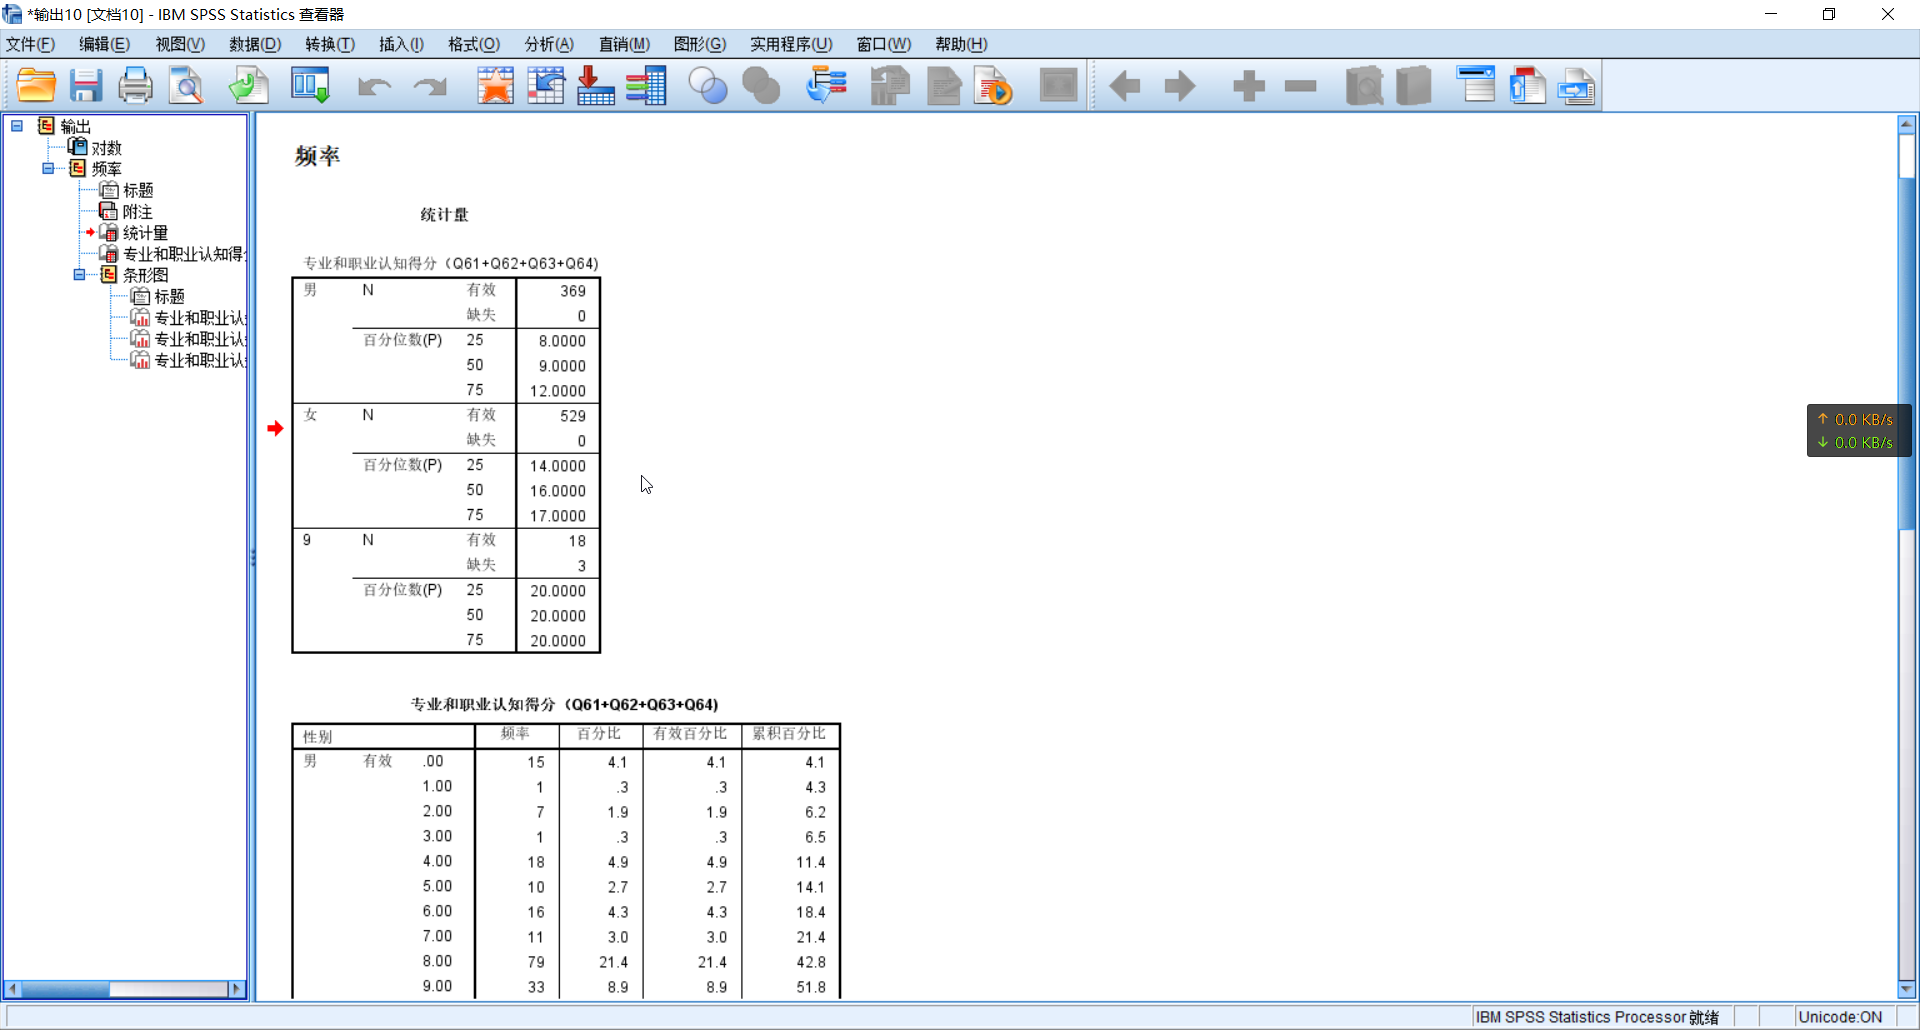 *输出10 [文档10] - IBM SPSS Statistics 查看器
文件(F) 编辑(E) 视图(V) 数据(D) 转换(T) 插入(I) 格式(O) 分析(A) 直销(M) 图形(G) 实用程序(U) 窗口(W) 帮助(H)
输出
对数
频率
标题
附注
统计量
专业和职业认知得
条形图
标题
专业和职业认
专业和职业认
专业和职业认
频率
统计量
专业和职业认知得分（Q61+Q62+Q63+Q64)
男 N 有效 369
缺失 0
百分位数(P) 25 8.0000
50 9.0000
75 12.0000
女 N 有效 529
缺失 0
百分位数(P) 25 14.0000
50 16.0000
75 17.0000
9 N 有效 18
缺失 3
百分位数(P) 25 20.0000
50 20.0000
75 20.0000
专业和职业认知得分（Q61+Q62+Q63+Q64)
性别 频率 百分比 有效百分比 累积百分比
男 有效 .00 15 4.1 4.1 4.1
1.00 1 .3 .3 4.3
2.00 7 1.9 1.9 6.2
3.00 1 .3 .3 6.5
4.00 18 4.9 4.9 11.4
5.00 10 2.7 2.7 14.1
6.00 16 4.3 4.3 18.4
7.00 11 3.0 3.0 21.4
8.00 79 21.4 21.4 42.8
9.00 33 8.9 8.9 51.8
↑ 0.0 KB/s
↓ 0.0 KB/s
IBM SPSS Statistics Processor 就绪 Unicode:ON